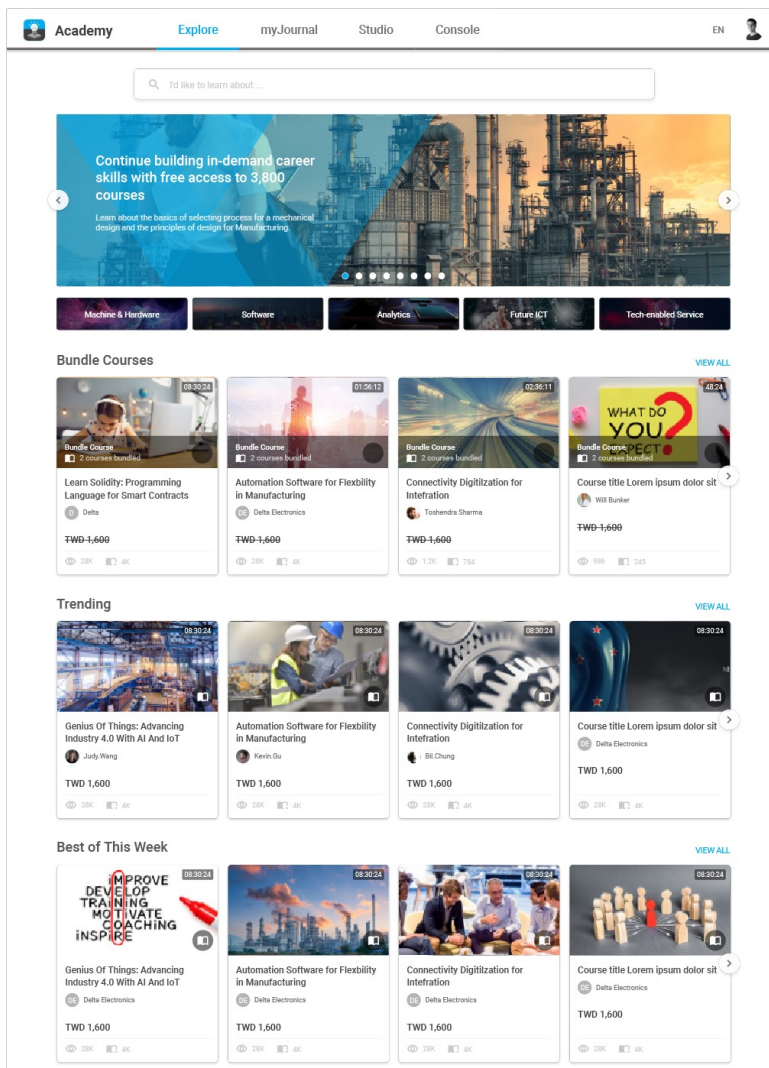 Academy
Explore
myJournal
Studio
Console
EN
I'd like to learn about ...
Continue building in-demand career
skills with free access to 3,800
courses
Learn about the basics of selecting process for a mechanical
design and the principles of design for Manufacturing.
Machine & Hardware
Software
Analytics
Future ICT
Tech-enabled Service
Bundle Courses
VIEW ALL
08:30:24
Bundle Course
2 courses bundled
Learn Solidity: Programming
Language for Smart Contracts
D
Delta
TWD 1,600
28K
4K
01:56:12
Bundle Course
2 courses bundled
Automation Software for Flexbility
in Manufacturing
DE
Delta Electronics
TWD 1,600
28K
4K
02:36:11
Bundle Course
2 courses bundled
Connectivity Digitilzation for
Intefration
Toshendra Sharma
TWD 1,600
1.2K
784
48:24
WHAT DO
YOU
EXPECT
Bundle Course
2 courses bundled
Course title Lorem ipsum dolor sit
Will Bunker
TWD 1,600
986
245
Trending
VIEW ALL
08:30:24
Genius Of Things: Advancing
Industry 4.0 With AI And IoT
Judy.Wang
TWD 1,600
28K
4K
08:30:24
Automation Software for Flexbility
in Manufacturing
Kevin.Gu
TWD 1,600
28K
4K
08:30:24
Connectivity Digitilzation for
Intefration
Bil.Chung
TWD 1,600
28K
4K
08:30:24
Course title Lorem ipsum dolor sit
DE
Delta Electronics
TWD 1,600
28K
4K
Best of This Week
VIEW ALL
08:30:24
iMPROVE
DEVELOP
TRAiNiNG
MOTiVATE
COACHiNG
iNSPiRE
Genius Of Things: Advancing
Industry 4.0 With AI And IoT
DE
Delta Electronics
TWD 1,600
28K
4K
08:30:24
Automation Software for Flexbility
in Manufacturing
DE
Delta Electronics
TWD 1,600
28K
4K
08:30:24
Connectivity Digitilzation for
Intefration
DE
Delta Electronics
TWD 1,600
28K
4K
08:30:24
Course title Lorem ipsum dolor sit
DE
Delta Electronics
TWD 1,600
28K
4K